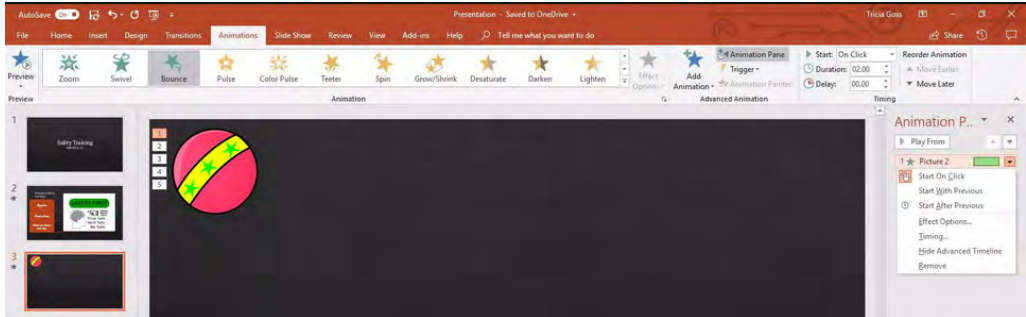 AutoSave On Presentation - Saved to OneDrive Tricia Goss
File Home Insert Design Transitions Animations Slide Show Review View Add-ins Help Tell me what you want to do Share
Preview Zoom Swivel Bounce Pulse Color Pulse Teeter Spin Grow/Shrink Desaturate Darken Lighten Effect Options Add Animation Animation Pane Trigger Animation Painter Start: On Click Duration: 02.00 Delay: 00.00 Reorder Animation Move Earlier Move Later
Preview Animation Advanced Animation Timing
1
Safety Training
2
SAFETY FIRST
3
1
2
3
4
5
Animation P...
Play From
1 Picture 2
Start On Click
Start With Previous
Start After Previous
Effect Options...
Timing...
Hide Advanced Timeline
Remove